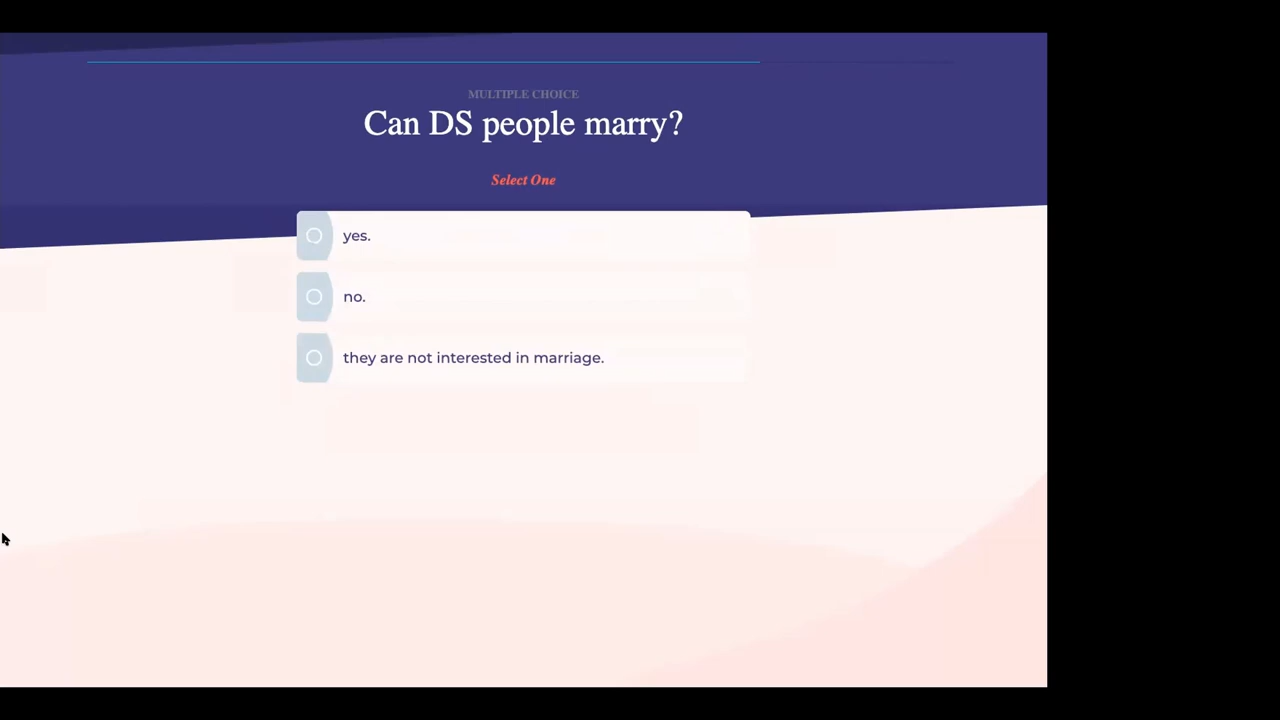 MULTIPLE CHOICE
Can DS people marry?
Select One
yes.
no.
they are not interested in marriage.